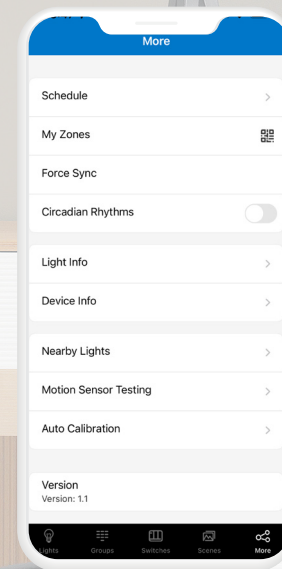 More
Schedule
My Zones
Force Sync
Circadian Rhythms
Light Info
Device Info
Nearby Lights
Motion Sensor Testing
Auto Calibration
Version
Version: 1.1
Lights Groups Switches Scenes More